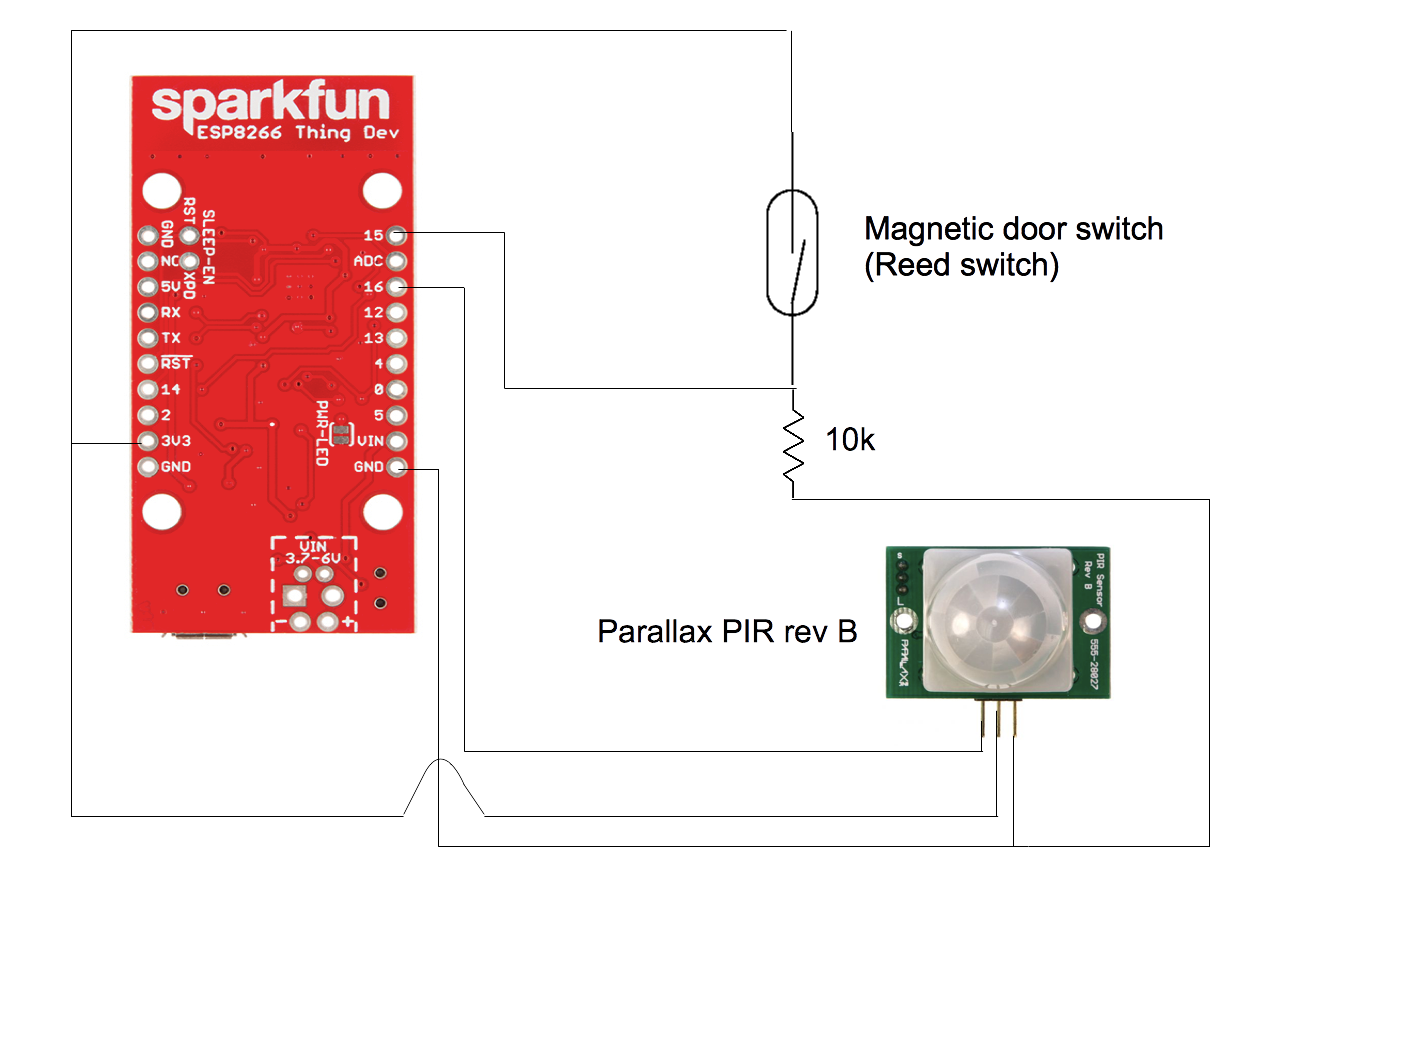 sparkfun
ESP8266 Thing Dev
GND
RST
SLEEP-EN
NC
XPD
5V
RX
TX
RST
14
2
3V3
GND
15
ADC
16
12
13
4
0
5
VIN
GND
PWR-LED
VIN
3.7-6V
- +
Magnetic door switch
(Reed switch)
10k
Parallax PIR rev B
S
L
PIR Sensor
Rev B
PARALLAX
555-28027